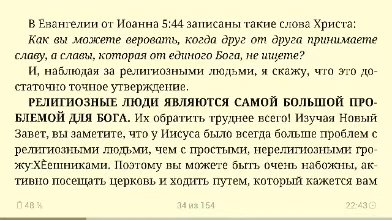 В Евангелии от Иоанна 5:44 записаны такие слова Христа:
Как вы можете веровать, когда друг от друга принимаете
славу, а славы, которая от единого Бога, не ищете?
И, наблюдая за религиозными людьми, я скажу, что это до-
статочно точное утверждение.
РЕЛИГИОЗНЫЕ ЛЮДИ ЯВЛЯЮТСЯ САМОЙ БОЛЬШОЙ ПРО-
БЛЕМОЙ ДЛЯ БОГА. Их обратить труднее всего! Изучая Новый
Завет, вы заметите, что у Иисуса было всегда больше проблем с
религиозными людьми, чем с простыми, нерелигиозными гро-
жу:ХЀешниками. Поэтому вы можете быть очень набожны, ак-
тивно посещать церковь и ходить путем, который кажется вам
48 % 34 из 154 22:43